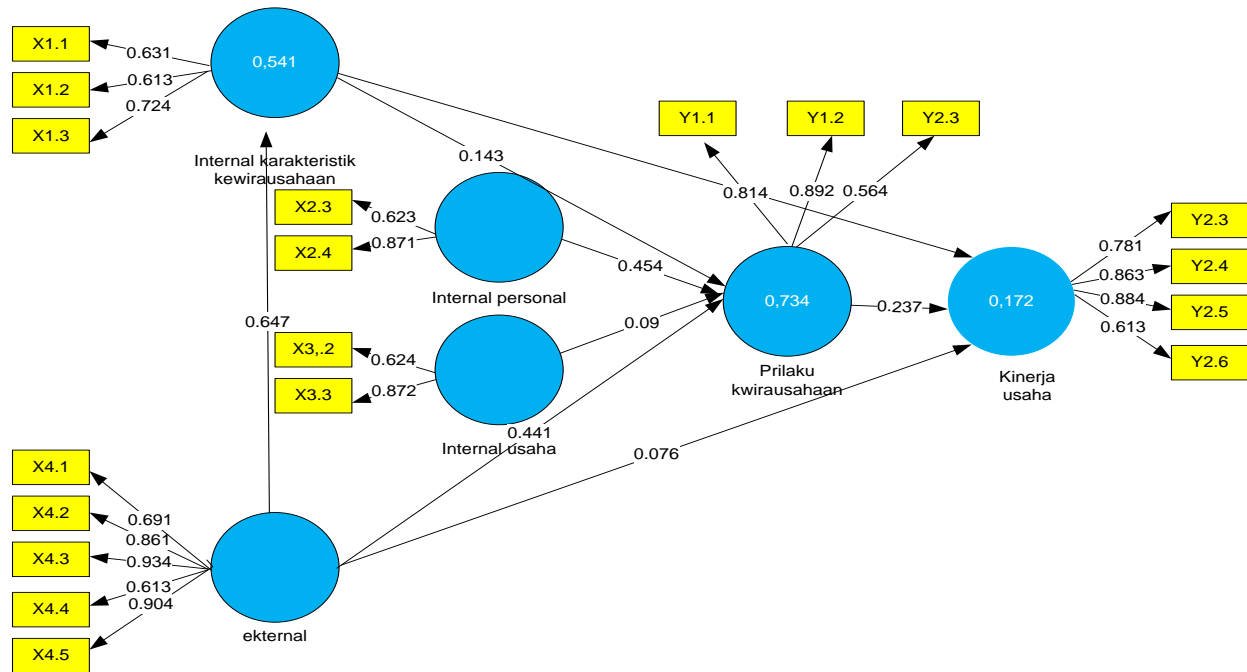 X1.1
0.631
X1.2
0.613
X1.3
0.724
0,541
Internal karakteristik
kewirausahaan
Y1.1
Y1.2
Y2.3
0.143
0.814
0.892
0.564
X2.3
0.623
X2.4
0.871
Internal personal
0.454
0,734
Prilaku
kwirausahaan
0.237
0,172
Kinerja
usaha
0.781
Y2.3
0.863
Y2.4
0.884
Y2.5
0.613
Y2.6
0.647
X3,.2
0.624
X3.3
0.872
0.09
Internal usaha
0.441
0.076
X4.1
0.691
X4.2
0.861
X4.3
0.934
X4.4
0.613
0.904
X4.5
ekternal